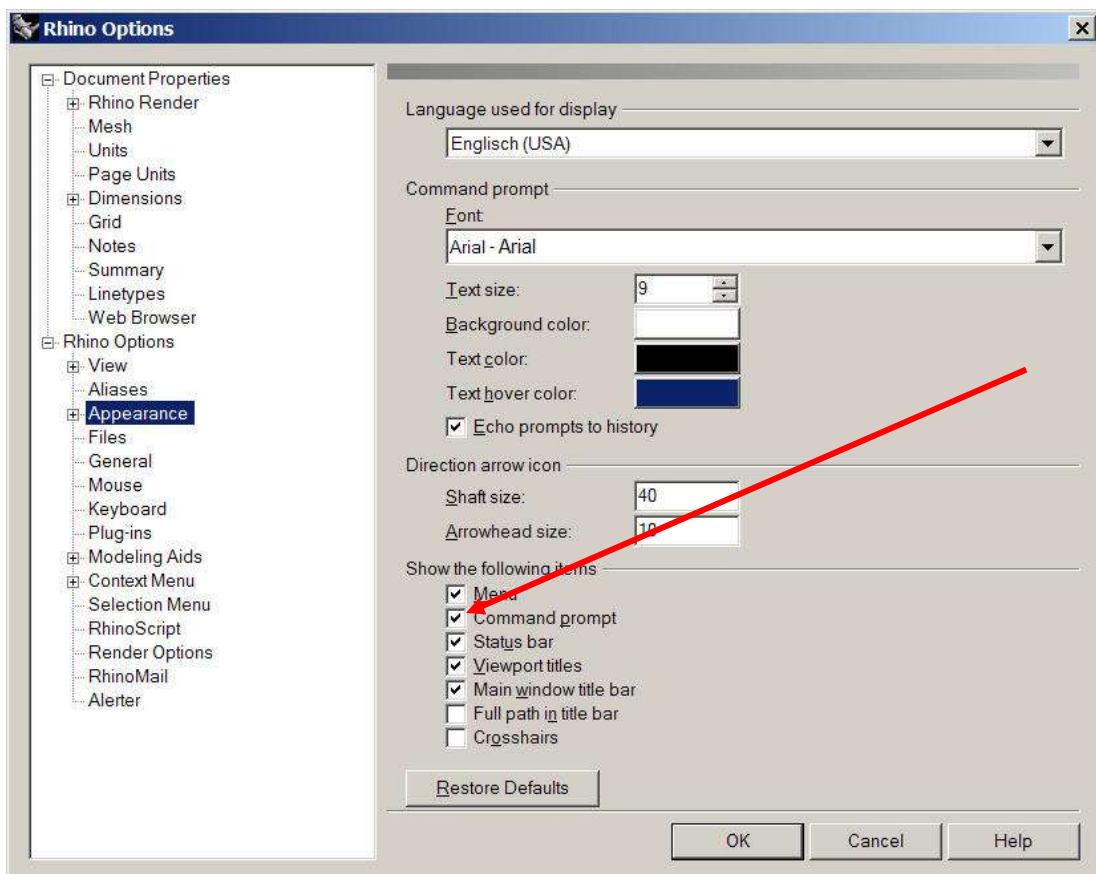 Rhino Options
Document Properties
Rhino Render
Mesh
Units
Page Units
Dimensions
Grid
Notes
Summary
Linetypes
Web Browser
Rhino Options
View
Aliases
Appearance
Files
General
Mouse
Keyboard
Plug-ins
Modeling Aids
Context Menu
Selection Menu
RhinoScript
Render Options
RhinoMail
Alerter
Language used for display
Englisch (USA)
Command prompt
Font:
Arial - Arial
Text size: 9
Background color:
Text color:
Text hover color:
Echo prompts to history
Direction arrow icon
Shaft size: 40
Arrowhead size: 10
Show the following items
Menu
Command prompt
Status bar
Viewport titles
Main window title bar
Full path in title bar
Crosshairs
Restore Defaults
OK Cancel Help